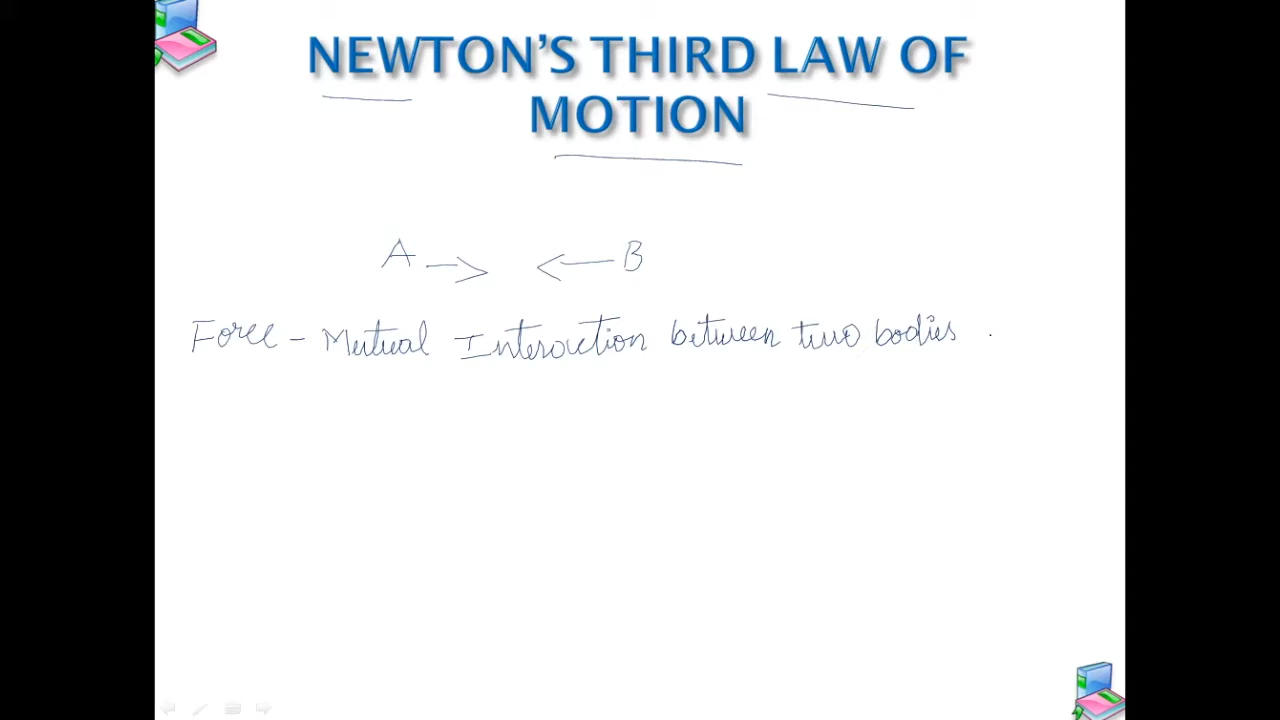 NEWTON'S THIRD LAW OF
MOTION
A B
Force - Mutual Interaction between two bodies .